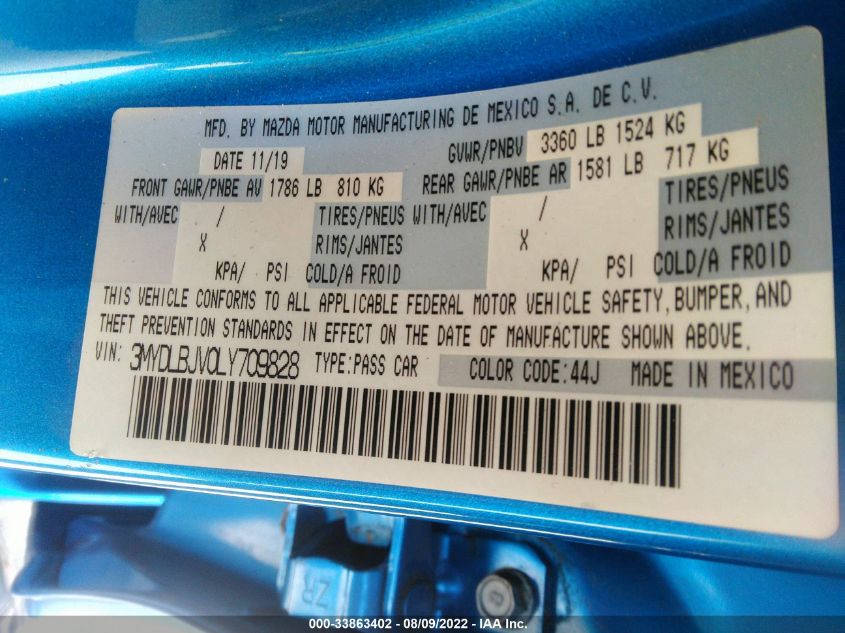 MFD. BY MAZDA MOTOR MANUFACTURING DE MEXICO S.A. DE C.V.
DATE 11/19 GVWR/PNBV 3360 LB 1524 KG
FRONT GAWR/PNBE AV 1786 LB 810 KG REAR GAWR/PNBE AR 1581 LB 717 KG
WITH/AVEC / TIRES/PNEUS WITH/AVEC / TIRES/PNEUS
X RIMS/JANTES X RIMS/JANTES
KPA/ PSI COLD/A FROID KPA/ PSI COLD/A FROID
THIS VEHICLE CONFORMS TO ALL APPLICABLE FEDERAL MOTOR VEHICLE SAFETY, BUMPER, AND
THEFT PREVENTION STANDARDS IN EFFECT ON THE DATE OF MANUFACTURE SHOWN ABOVE.
VIN: 3MYDLBJV0LY709828 TYPE:PASS CAR COLOR CODE:44J MADE IN MEXICO
ZR
000-33863402 - 08/09/2022 - IAA Inc.